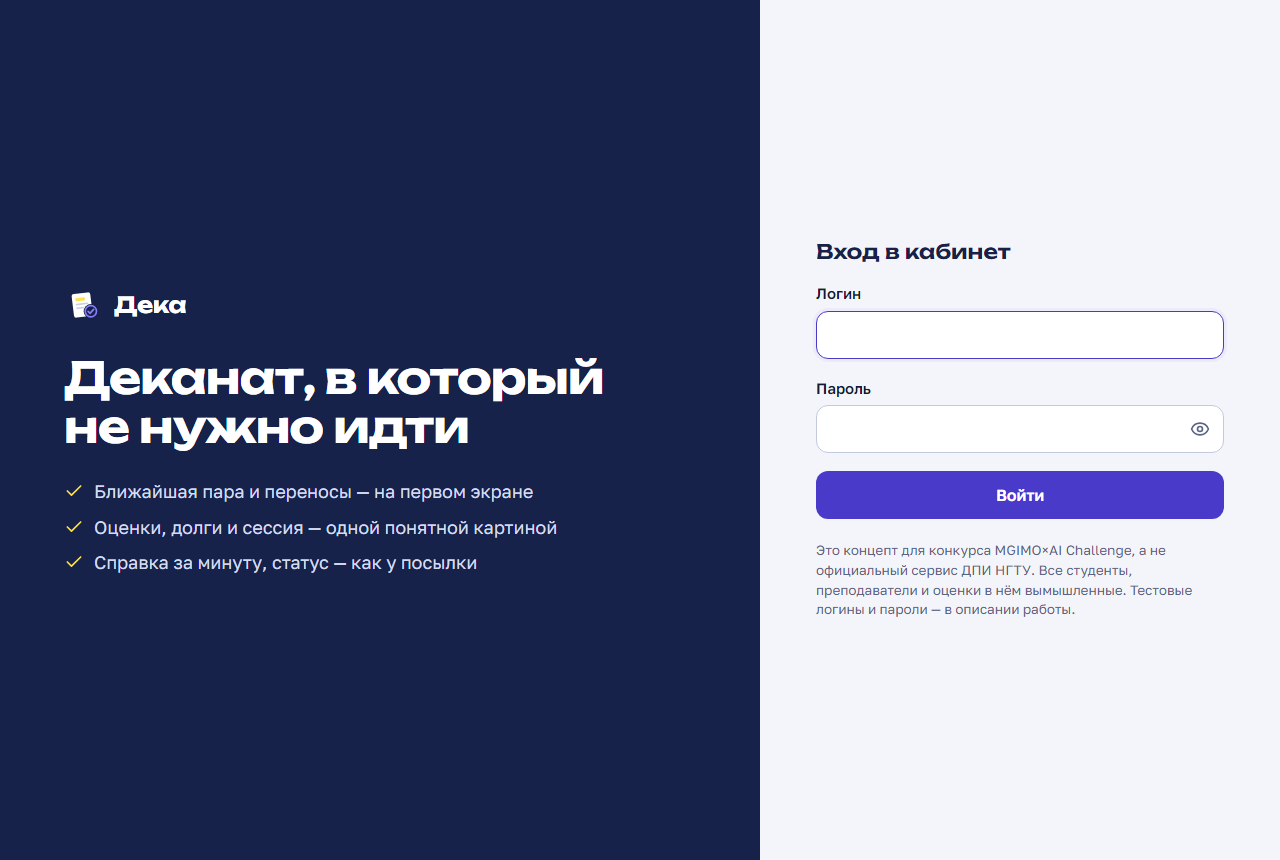 Дека
Деканат, в который
не нужно идти
Ближайшая пара и переносы — на первом экране
Оценки, долги и сессия — одной понятной картиной
Справка за минуту, статус — как у посылки
Вход в кабинет
Логин
Пароль
Войти
Это концепт для конкурса MGIMO×AI Challenge, а не
официальный сервис ДПИ НГТУ. Все студенты,
преподаватели и оценки в нём вымышленные. Тестовые
логины и пароли — в описании работы.